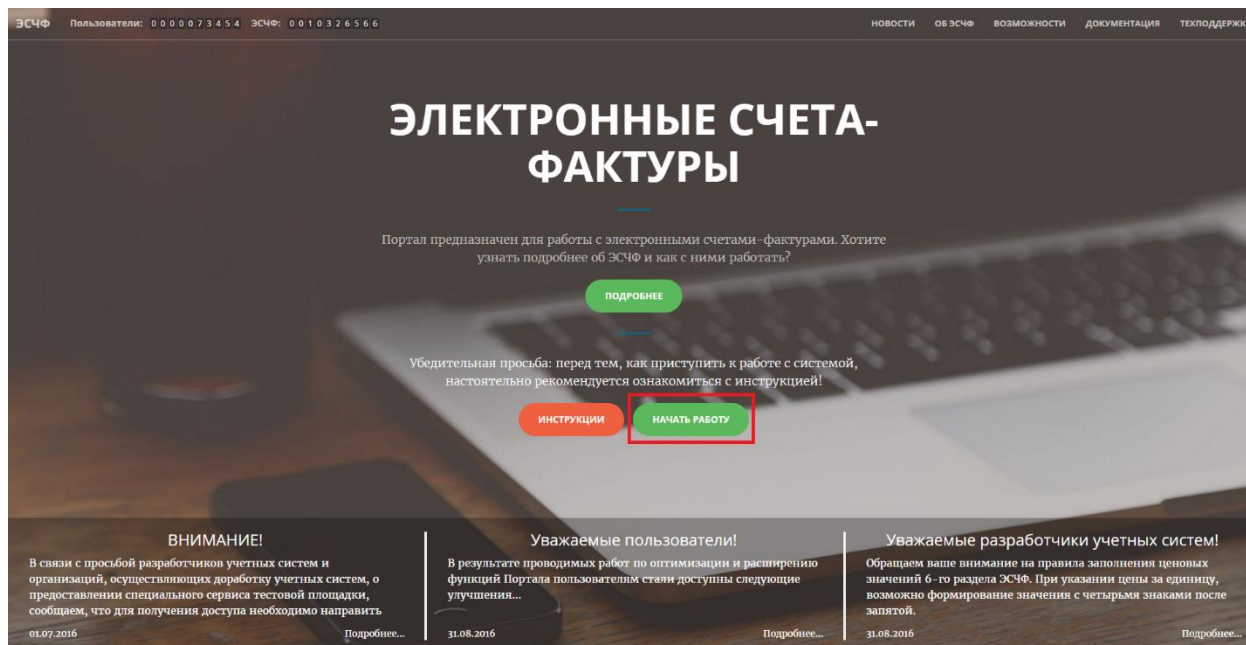 ЭСЧФ Пользователи: 0000073454 ЭСЧФ: 0010326566 НОВОСТИ ОБ ЭСЧФ ВОЗМОЖНОСТИ ДОКУМЕНТАЦИЯ ТЕХПОДДЕРЖК
ЭЛЕКТРОННЫЕ СЧЕТА-
ФАКТУРЫ
Портал предназначен для работы с электронными счетами-фактурами. Хотите
узнать подробнее об ЭСЧФ и как с ними работать?
ПОДРОБНЕЕ
Убедительная просьба: перед тем, как приступить к работе с системой,
настоятельно рекомендуется ознакомиться с инструкцией!
ИНСТРУКЦИИ НАЧАТЬ РАБОТУ
ВНИМАНИЕ!
В связи с просьбой разработчиков учетных систем и
организаций, осуществляющих доработку учетных систем, о
предоставлении специального сервиса тестовой площадки,
сообщаем, что для получения доступа необходимо направить
01.07.2016 Подробнее...
Уважаемые пользователи!
В результате проводимых работ по оптимизации и расширению
функций Портала пользователям стали доступны следующие
улучшения...
31.08.2016 Подробнее...
Уважаемые разработчики учетных систем!
Обращаем ваше внимание на правила заполнения ценовых
значений 6-го раздела ЭСЧФ. При указании цены за единицу,
возможно формирование значения с четырьмя знаками после
запятой.
31.08.2016 Подробнее...